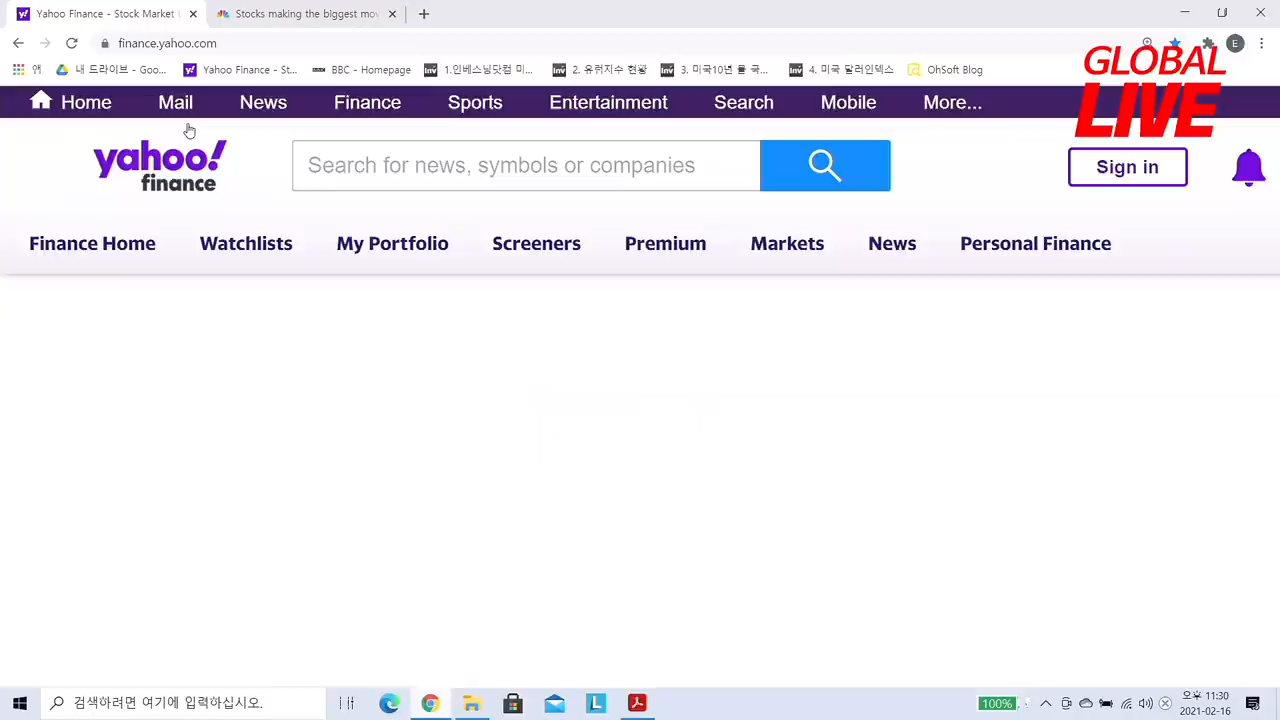 Yahoo Finance - Stock Market
Stocks making the biggest mo
finance.yahoo.com
E
앱
내 드라이브 - Goo...
Yahoo Finance - St...
BBC - Homepage
1.인베스팅닷컴 미...
2. 유뤼지수 현황
3. 미국10년 물 국...
4. 미국 달러인덱스
OhSoft Blog
GLOBAL
LIVE
Home Mail News Finance Sports Entertainment Search Mobile More...
yahoo!
finance
Search for news, symbols or companies
Sign in
Finance Home Watchlists My Portfolio Screeners Premium Markets News Personal Finance
검색하려면 여기에 입력하십시오.
L
100%
오후 11:30
2021-02-16